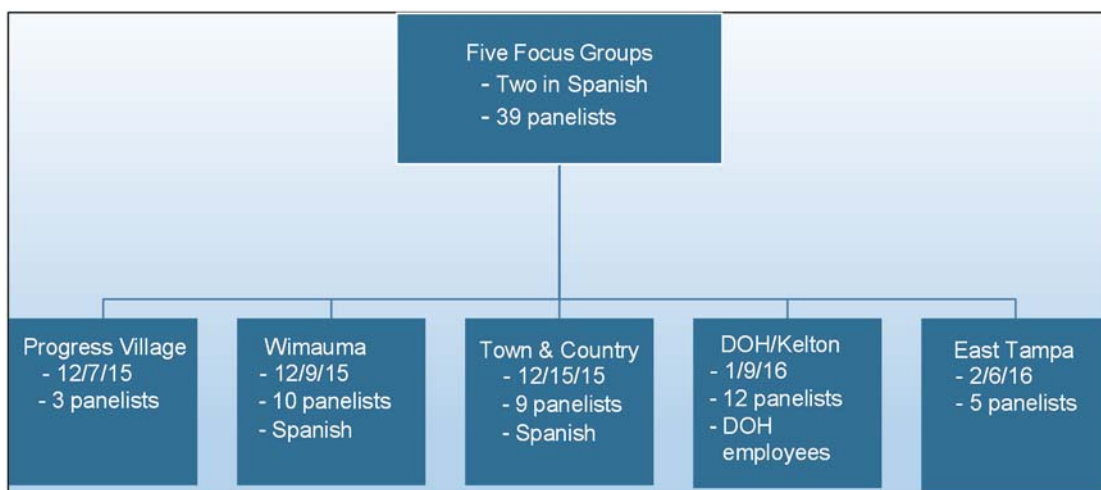 Five Focus Groups
- Two in Spanish
- 39 panelists
Progress Village
- 12/7/15
- 3 panelists
Wimauma
- 12/9/15
- 10 panelists
- Spanish
Town & Country
- 12/15/15
- 9 panelists
- Spanish
DOH/Kelton
- 1/9/16
- 12 panelists
- DOH
employees
East Tampa
- 2/6/16
- 5 panelists